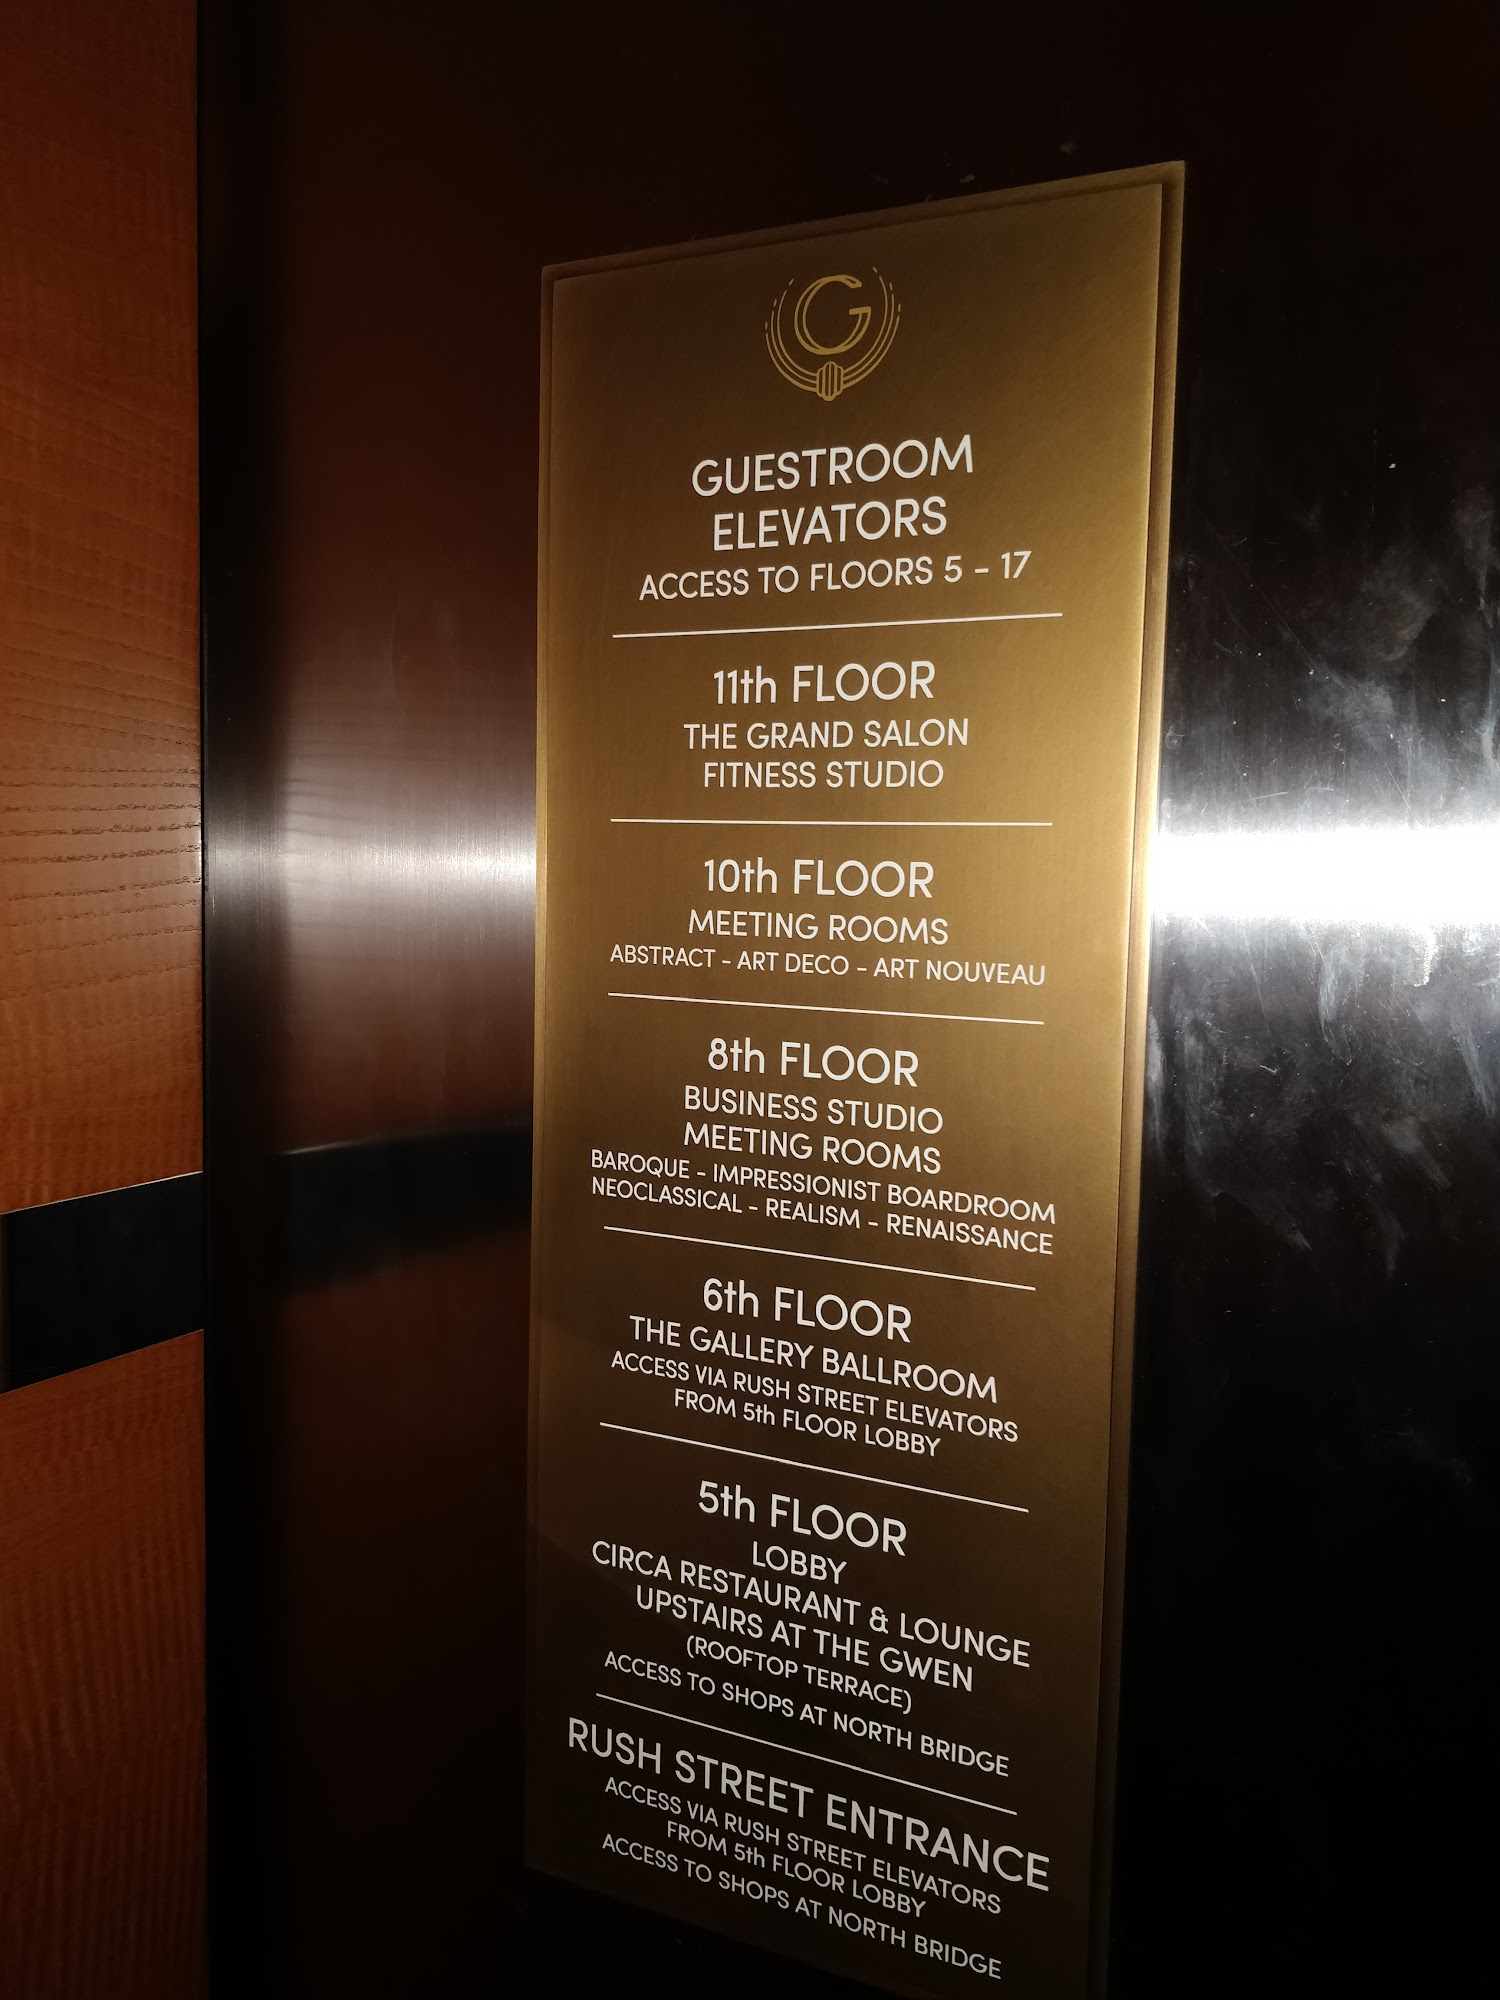 G
GUESTROOM
ELEVATORS
ACCESS TO FLOORS 5 - 17
11th FLOOR
THE GRAND SALON
FITNESS STUDIO
10th FLOOR
MEETING ROOMS
ABSTRACT - ART DECO - ART NOUVEAU
8th FLOOR
BUSINESS STUDIO
MEETING ROOMS
BAROQUE - IMPRESSIONIST BOARDROOM
NEOCLASSICAL - REALISM - RENAISSANCE
6th FLOOR
THE GALLERY BALLROOM
ACCESS VIA RUSH STREET ELEVATORS
FROM 5th FLOOR LOBBY
5th FLOOR
LOBBY
CIRCA RESTAURANT & LOUNGE
UPSTAIRS AT THE GWEN
(ROOFTOP TERRACE)
ACCESS TO SHOPS AT NORTH BRIDGE
RUSH STREET ENTRANCE
ACCESS VIA RUSH STREET ELEVATORS
FROM 5th FLOOR LOBBY
ACCESS TO SHOPS AT NORTH BRIDGE